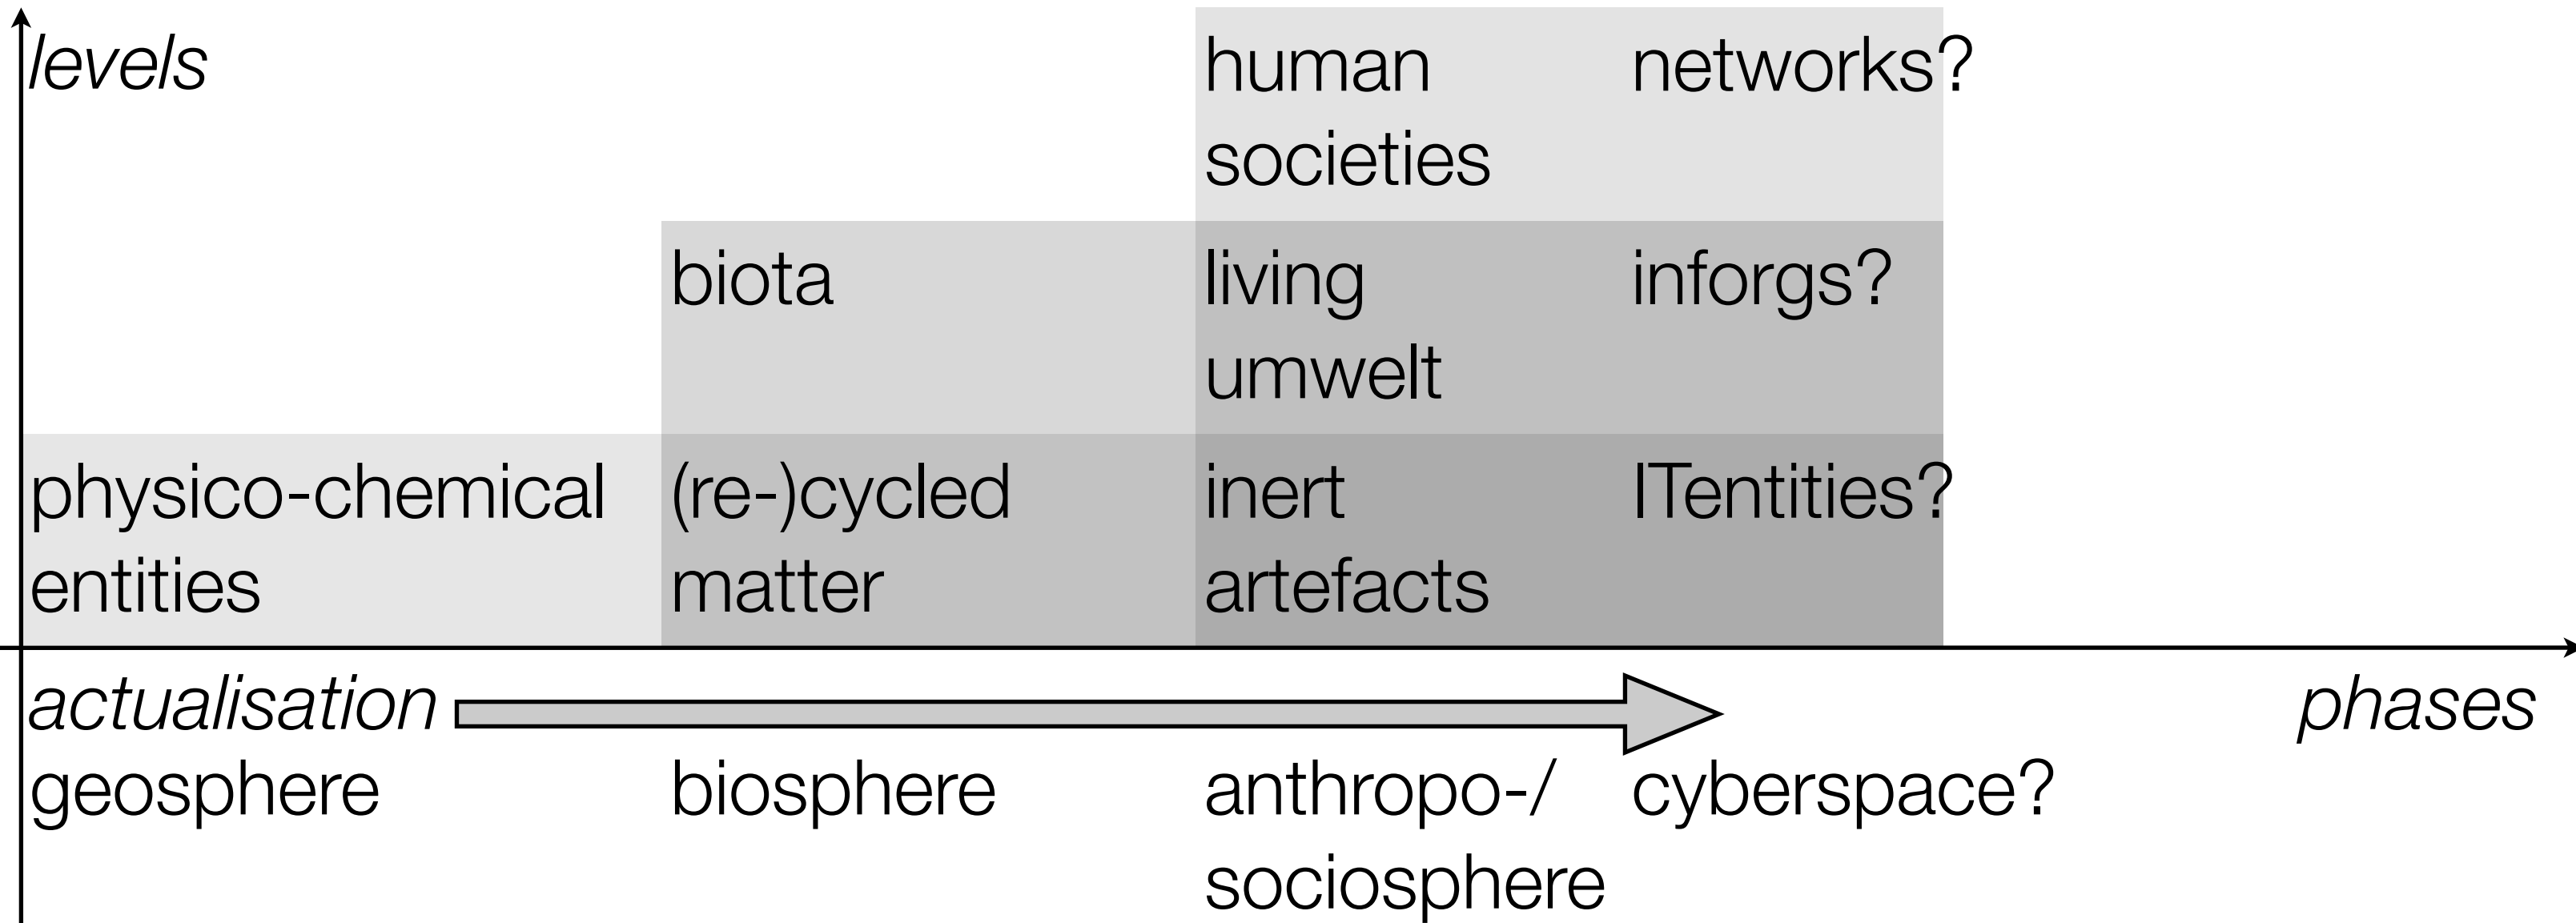 levels
human networks?
societies
biota living inforgs?
umwelt
physico-chemical (re-)cycled inert ITentities?
entities matter artefacts
actualisation phases
geosphere biosphere anthropo-/ cyberspace?
sociosphere